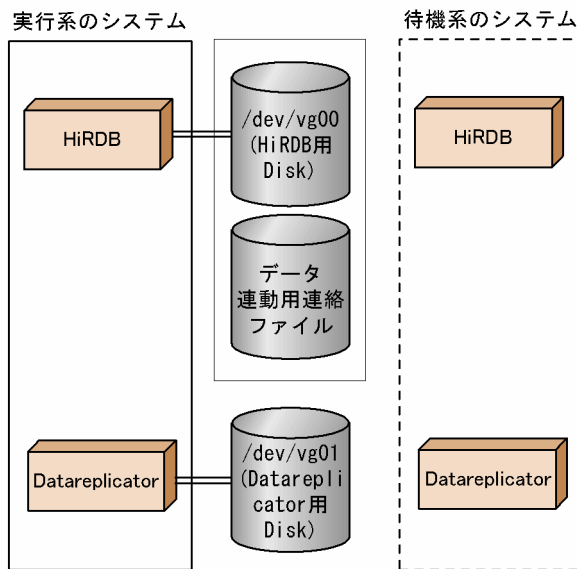 実行系のシステム
待機系のシステム
HiRDB
/dev/vg00
(HiRDB用
Disk)
HiRDB
データ
連動用連絡
ファイル
Datareplicator
/dev/vg01
(Datarepli
cator用
Disk)
Datareplicator